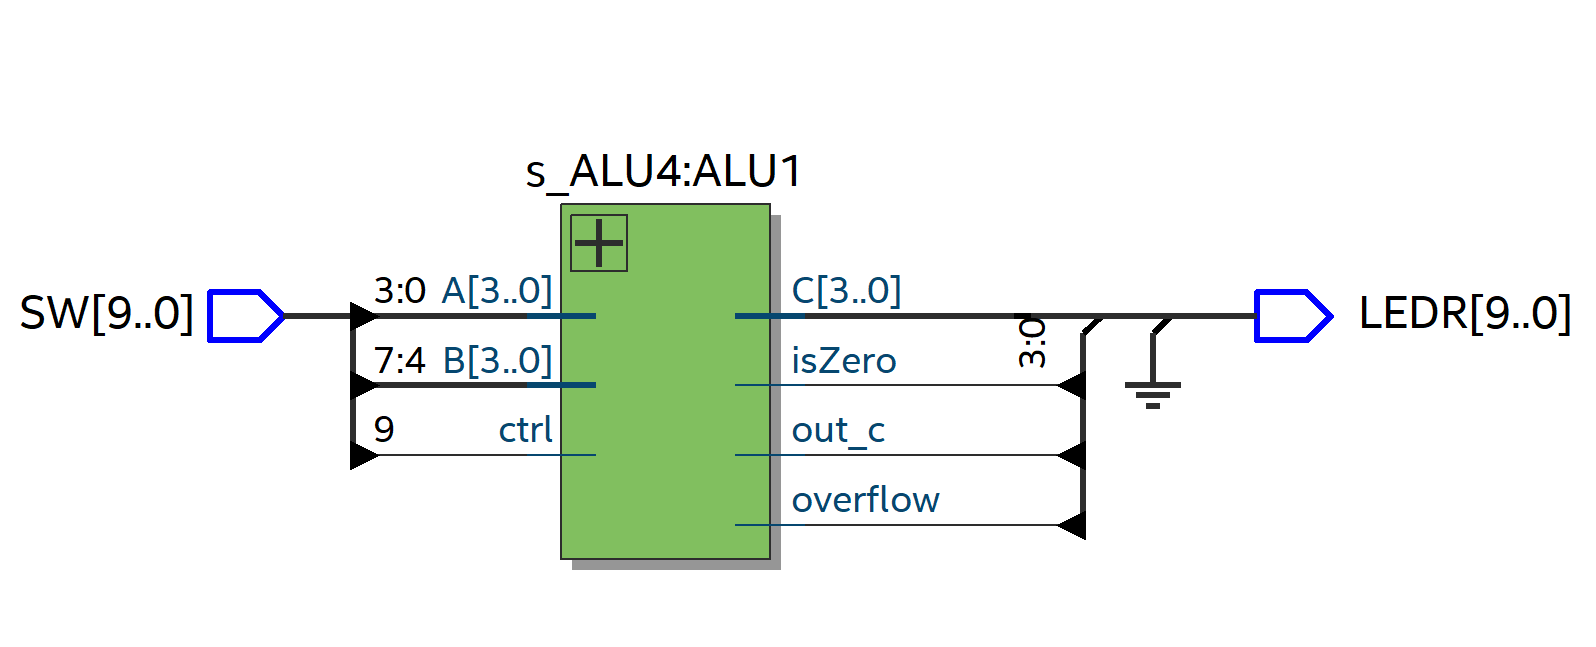 s_ALU4:ALU1
SW[9..0]
3:0 A[3..0]
7:4 B[3..0]
9 ctrl
C[3..0]
isZero
out_c
overflow
3:0
LEDR[9..0]